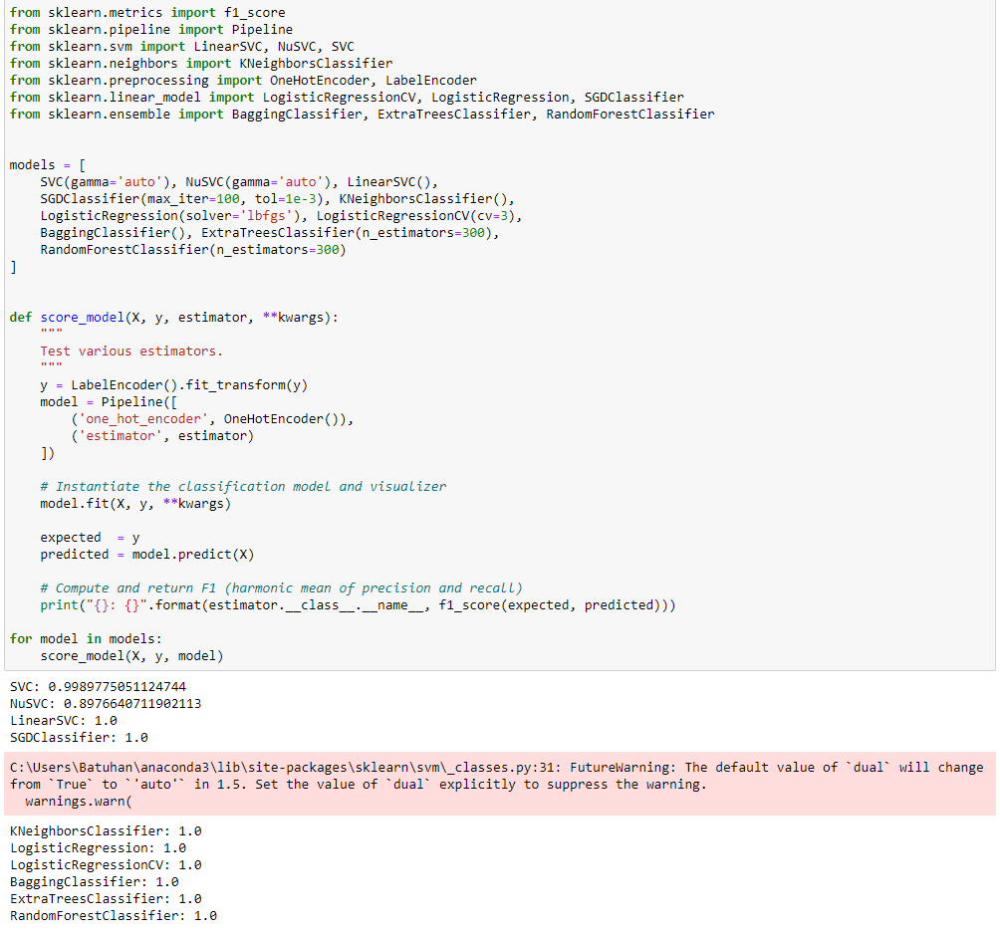 from sklearn.metrics import f1_score
from sklearn.pipeline import Pipeline
from sklearn.svm import LinearSVC, NuSVC, SVC
from sklearn.neighbors import KNeighborsClassifier
from sklearn.preprocessing import OneHotEncoder, LabelEncoder
from sklearn.linear_model import LogisticRegressionCV, LogisticRegression, SGDClassifier
from sklearn.ensemble import BaggingClassifier, ExtraTreesClassifier, RandomForestClassifier
models = [
    SVC(gamma='auto'), NuSVC(gamma='auto'), LinearSVC(),
    SGDClassifier(max_iter=100, tol=1e-3), KNeighborsClassifier(),
    LogisticRegression(solver='lbfgs'), LogisticRegressionCV(cv=3),
    BaggingClassifier(), ExtraTreesClassifier(n_estimators=300),
    RandomForestClassifier(n_estimators=300)
]
def score_model(X, y, estimator, **kwargs):
    """
    Test various estimators.
    """
    y = LabelEncoder().fit_transform(y)
    model = Pipeline([
        ('one_hot_encoder', OneHotEncoder()),
        ('estimator', estimator)
    ])
    # Instantiate the classification model and visualizer
    model.fit(X, y, **kwargs)
    expected  = y
    predicted = model.predict(X)
    # Compute and return F1 (harmonic mean of precision and recall)
    print("{}: {}".format(estimator.__class__.__name__, f1_score(expected, predicted)))
for model in models:
    score_model(X, y, model)
SVC: 0.9989775051124744
NuSVC: 0.8976640711902113
LinearSVC: 1.0
SGDClassifier: 1.0
C:\Users\Batuhan\anaconda3\lib\site-packages\sklearn\svm\_classes.py:31: FutureWarning: The default value of `dual` will change
from `True` to `'auto'` in 1.5. Set the value of `dual` explicitly to suppress the warning.
  warnings.warn(
KNeighborsClassifier: 1.0
LogisticRegression: 1.0
LogisticRegressionCV: 1.0
BaggingClassifier: 1.0
ExtraTreesClassifier: 1.0
RandomForestClassifier: 1.0